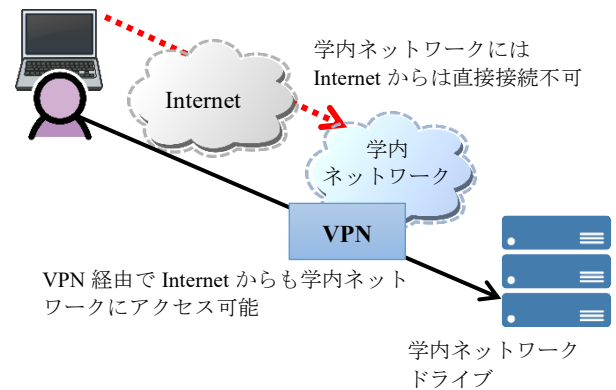 学内ネットワークには
Internet からは直接接続不可
Internet
学内
ネットワーク
VPN
VPN 経由で Internet からも学内ネット
ワークにアクセス可能
学内ネットワーク
ドライブ